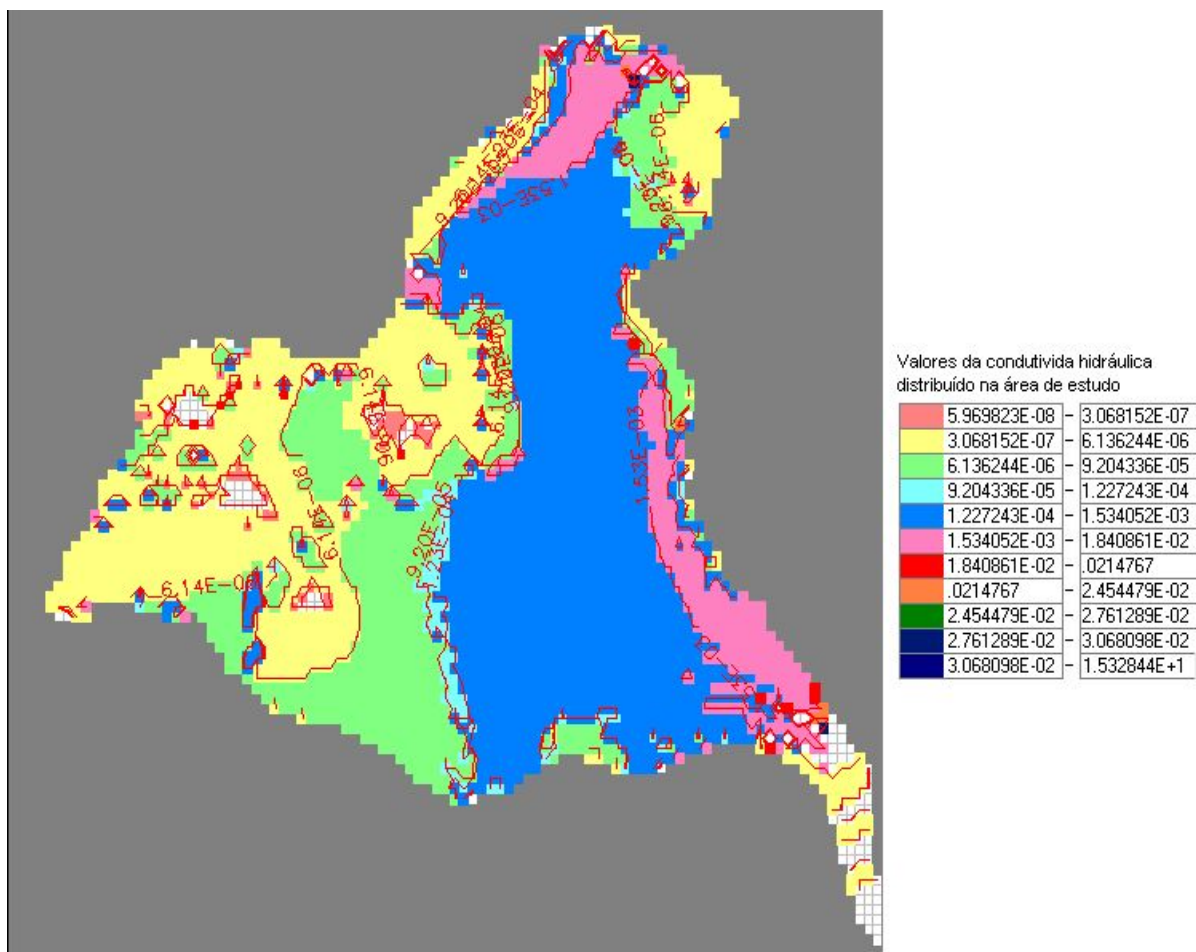 1.53E-03
6.14E-06
9.20E-05
1.23E-04
1.53E-03
6.14E-06
Valores da condutivida hidráulica
distribuído na área de estudo
5.969823E-08 - 3.068152E-07
3.068152E-07 - 6.136244E-06
6.136244E-06 - 9.204336E-05
9.204336E-05 - 1.227243E-04
1.227243E-04 - 1.534052E-03
1.534052E-03 - 1.840861E-02
1.840861E-02 - .0214767
.0214767 - 2.454479E-02
2.454479E-02 - 2.761289E-02
2.761289E-02 - 3.068098E-02
3.068098E-02 - 1.532844E+1